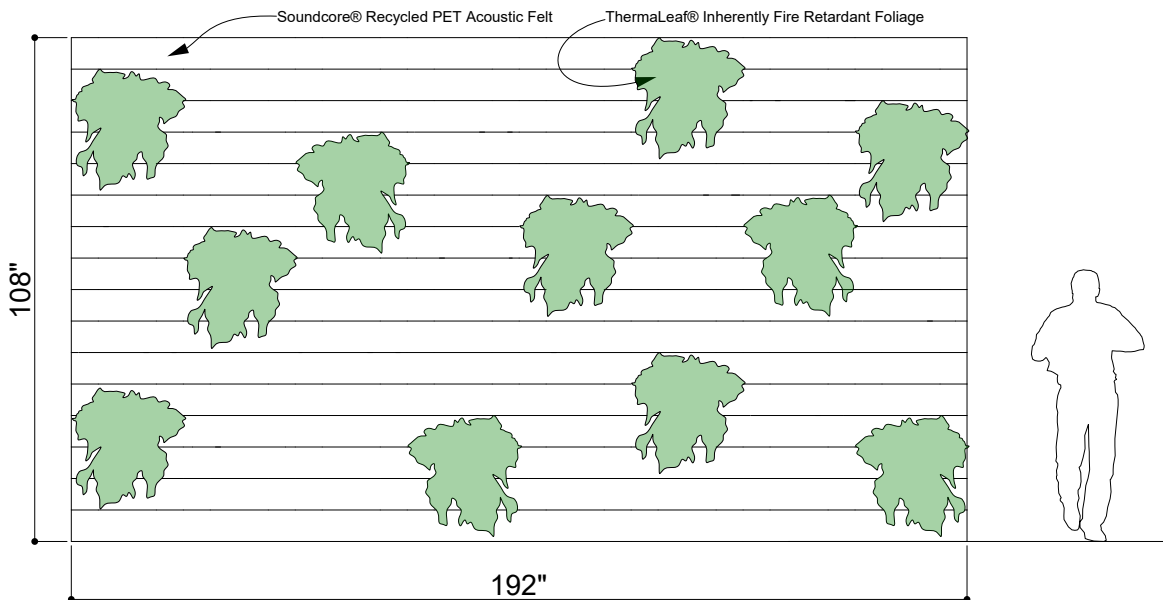 Soundcore® Recycled PET Acoustic Felt
ThermaLeaf® Inherently Fire Retardant Foliage
108"
192"